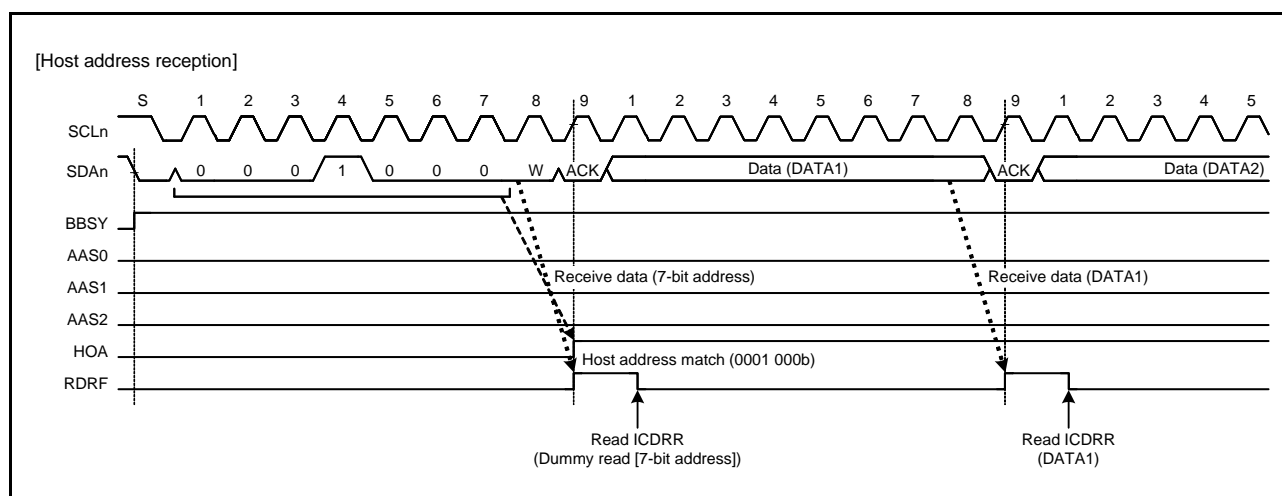 [Host address reception]
S 1 2 3 4 5 6 7 8 9 1 2 3 4 5 6 7 8 9 1 2 3 4 5
SCLn
SDAn 0 0 0 1 0 0 0 W ACK Data (DATA1) ACK Data (DATA2)
BBSY
AAS0
AAS1
Receive data (7-bit address) Receive data (DATA1)
AAS2
HOA
Host address match (0001 000b)
RDRF
Read ICDRR Read ICDRR
(Dummy read [7-bit address]) (DATA1)